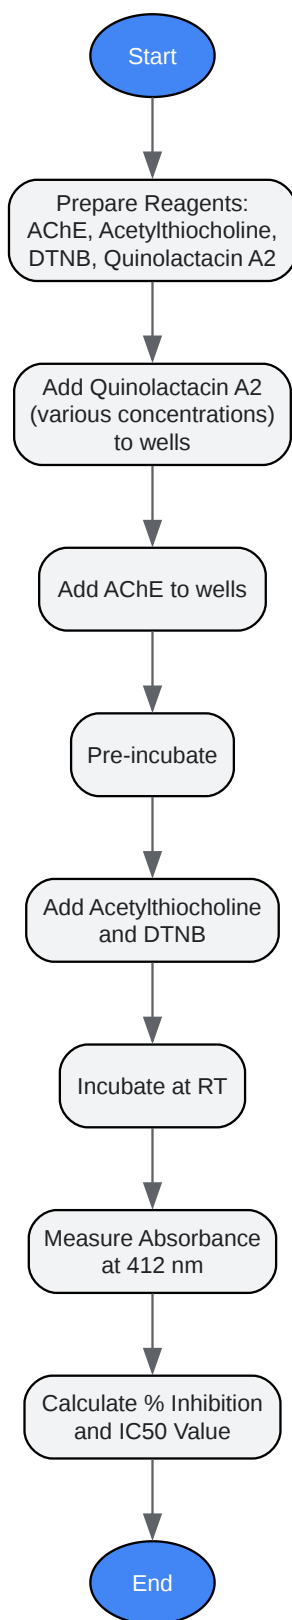 Start
Prepare Reagents:
AChE, Acetylthiocholine,
DTNB, Quinolactacin A2
Add Quinolactacin A2
(various concentrations)
to wells
Add AChE to wells
Pre-incubate
Add Acetylthiocholine
and DTNB
Incubate at RT
Measure Absorbance
at 412 nm
Calculate % Inhibition
and IC50 Value
End